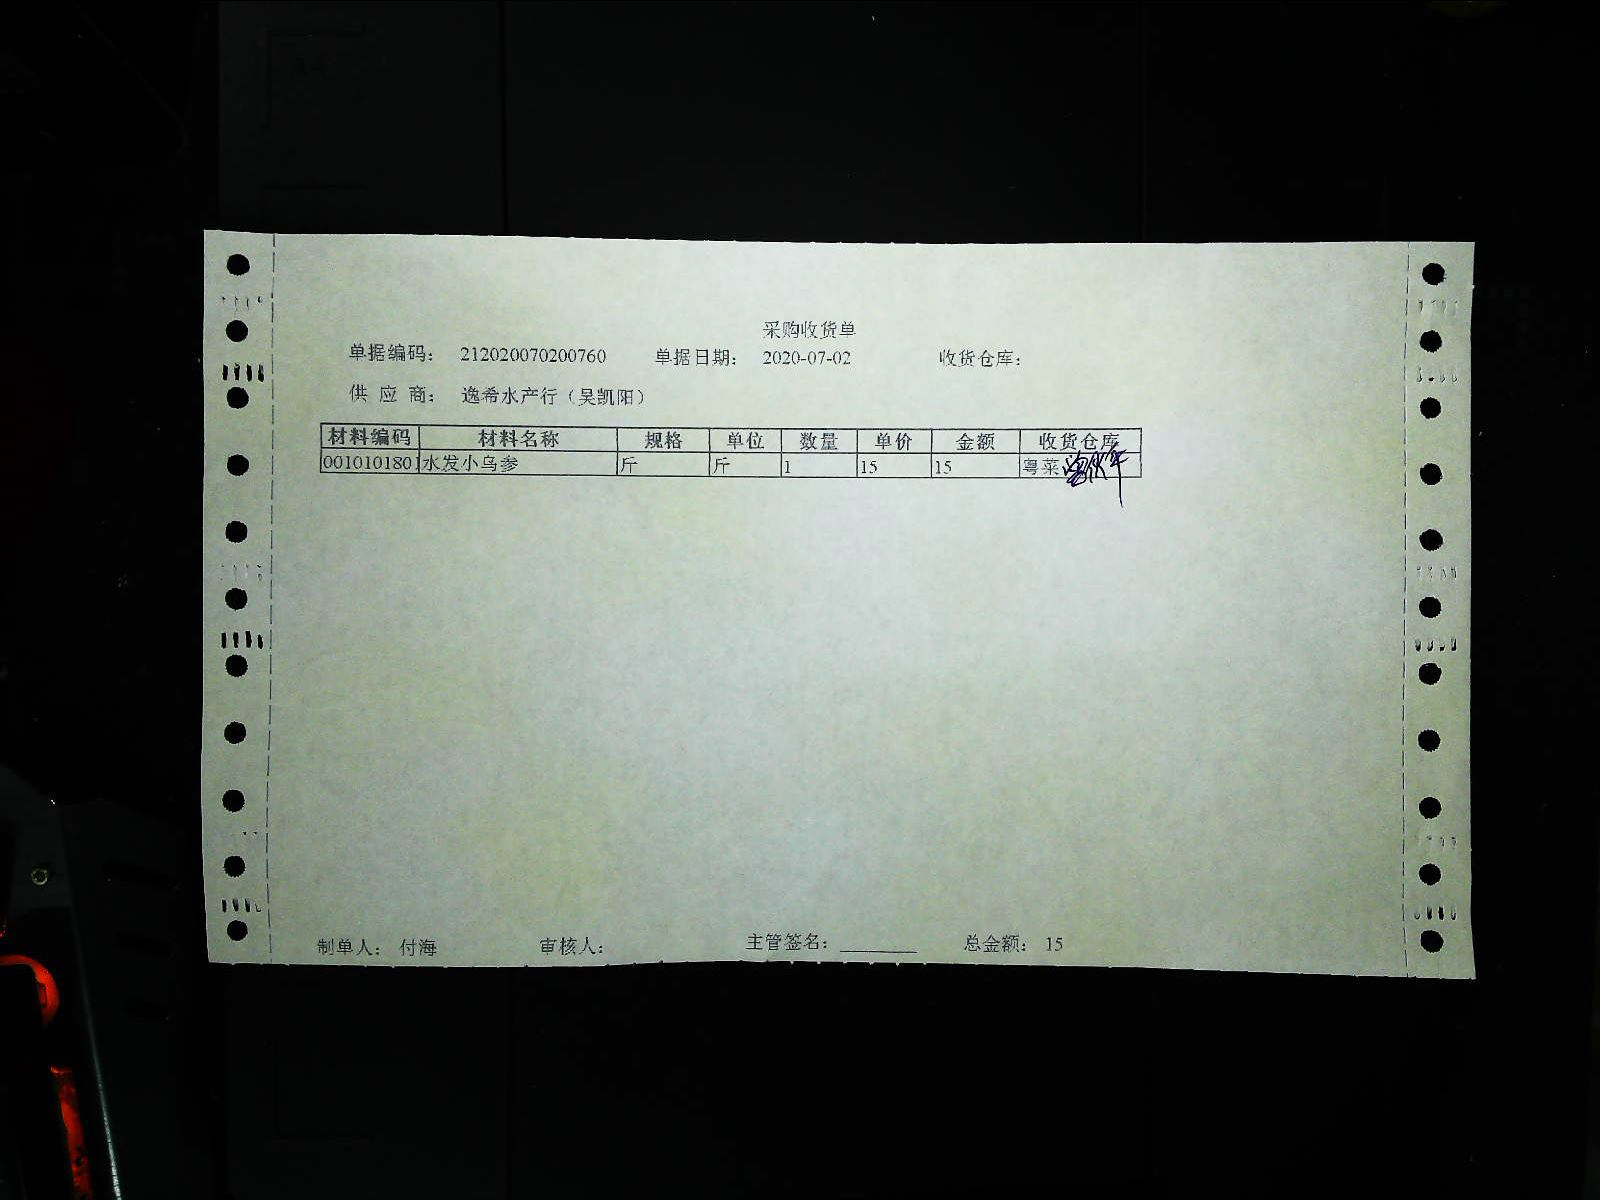 采购收货单
单据编码： 212020070200760 单据日期： 2020-07-02 收货仓库：
供 应 商： 逸希水产行（吴凯阳）
材料编码 材料名称 规格 单位 数量 单价 金额 收货仓库
001010180 水发小乌参 斤 斤 1 15 15 粤菜
制单人： 付海 审核人： 主管签名： ________ 总金额： 15